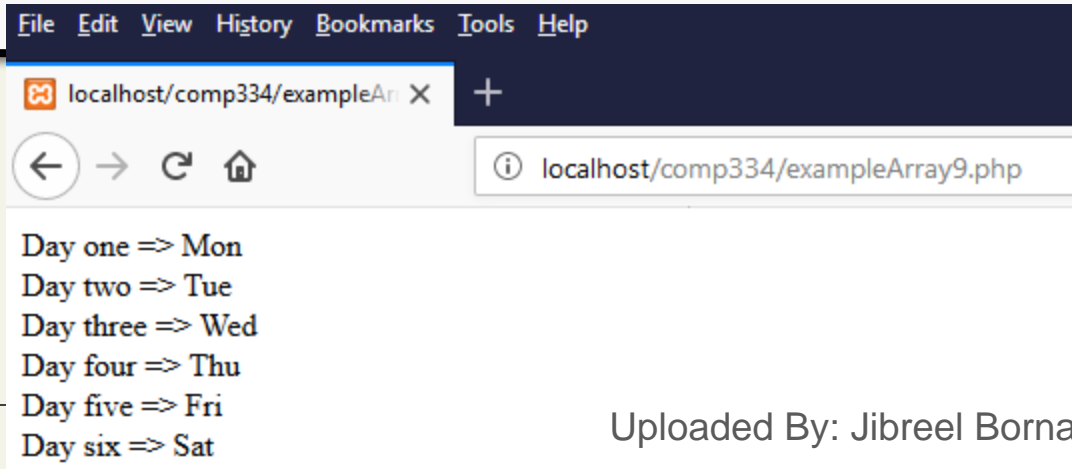 File Edit View History Bookmarks Tools Help
localhost/comp334/exampleAr
localhost/comp334/exampleArray9.php
Day one => Mon
Day two => Tue
Day three => Wed
Day four => Thu
Day five => Fri
Day six => Sat
Uploaded By: Jibreel Borna